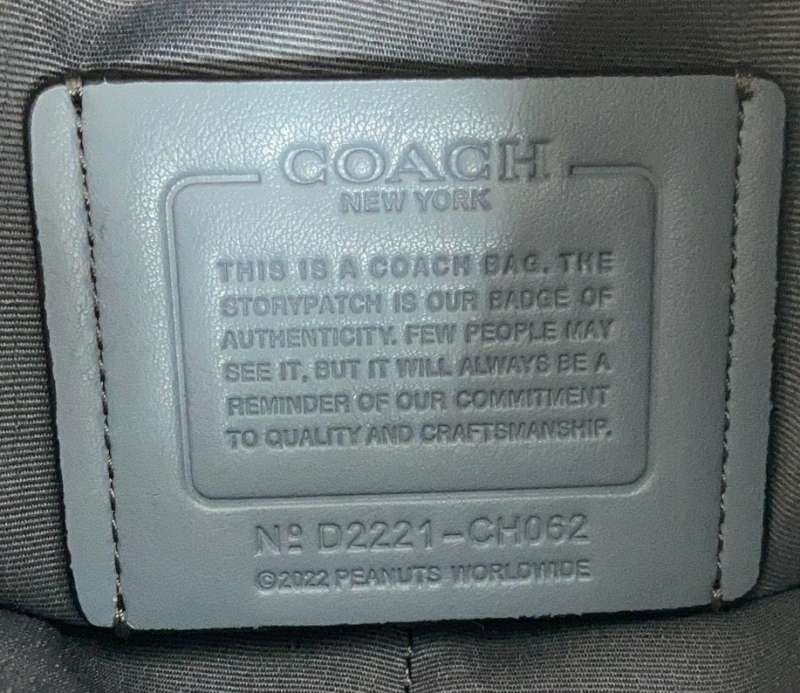 COACH
NEW YORK
THIS IS A COACH BAG. THE
STORYPATCH IS OUR BADGE OF
AUTHENTICITY. FEW PEOPLE MAY
SEE IT, BUT IT WILL ALWAYS BE A
REMINDER OF OUR COMMITMENT
TO QUALITY AND CRAFTSMANSHIP.
Nº D2221-CH062
©2022 PEANUTS WORLDWIDE